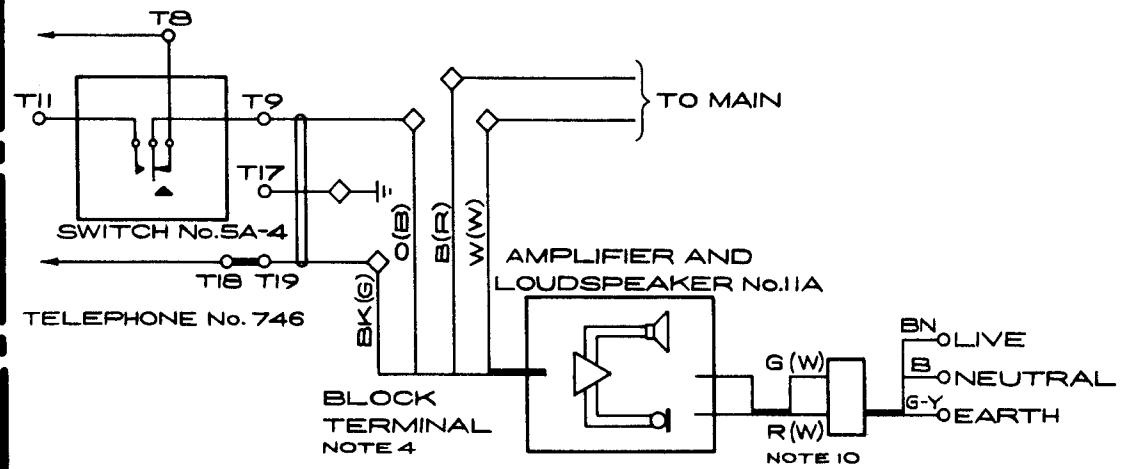 T8
T11
T9
TO MAIN
T17
SWITCH No.5A-4
O(B)
B(R)
W(W)
T18 T19
BK(G)
TELEPHONE No. 746
AMPLIFIER AND
LOUDSPEAKER No.11A
BLOCK
TERMINAL
NOTE 4
G (W)
R (W)
NOTE 10
BN LIVE
B NEUTRAL
G-Y EARTH